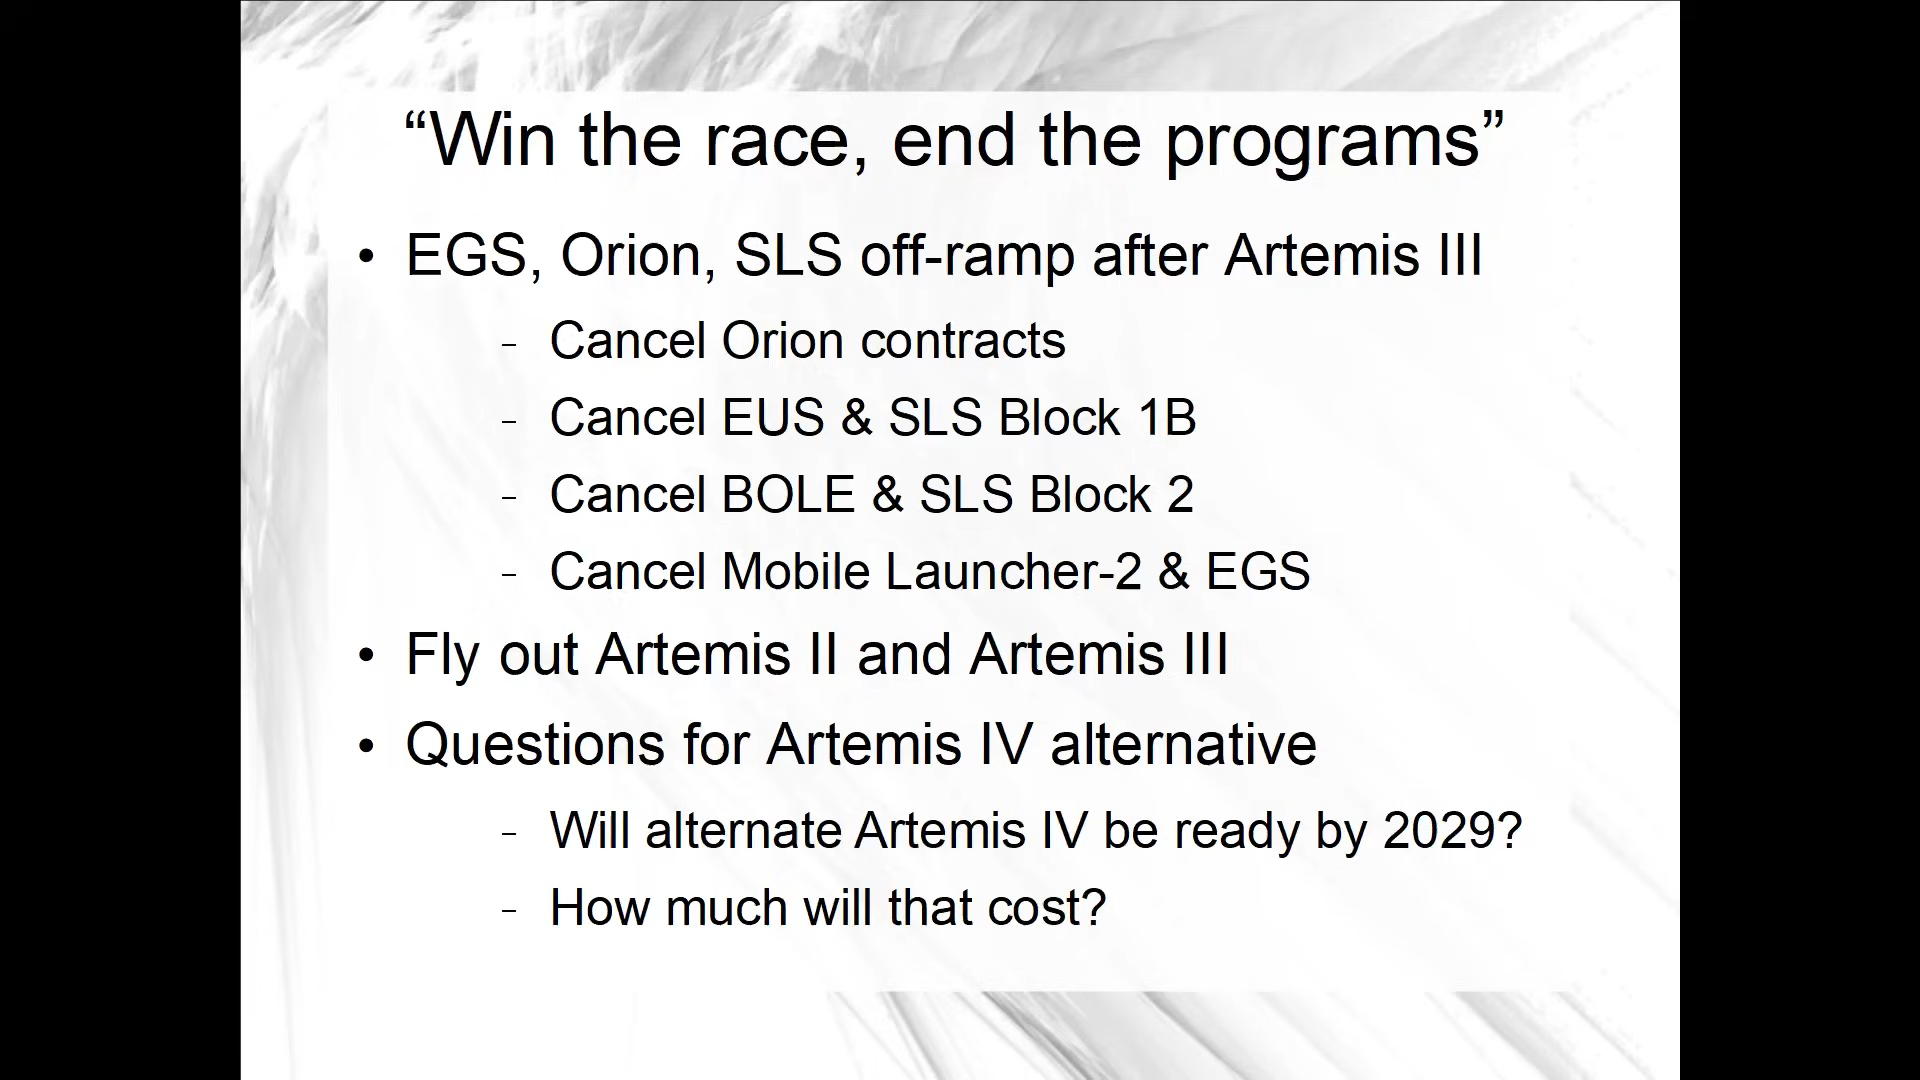 “Win the race, end the programs”
• EGS, Orion, SLS off-ramp after Artemis III
– Cancel Orion contracts
– Cancel EUS & SLS Block 1B
– Cancel BOLE & SLS Block 2
– Cancel Mobile Launcher-2 & EGS
• Fly out Artemis II and Artemis III
• Questions for Artemis IV alternative
– Will alternate Artemis IV be ready by 2029?
– How much will that cost?